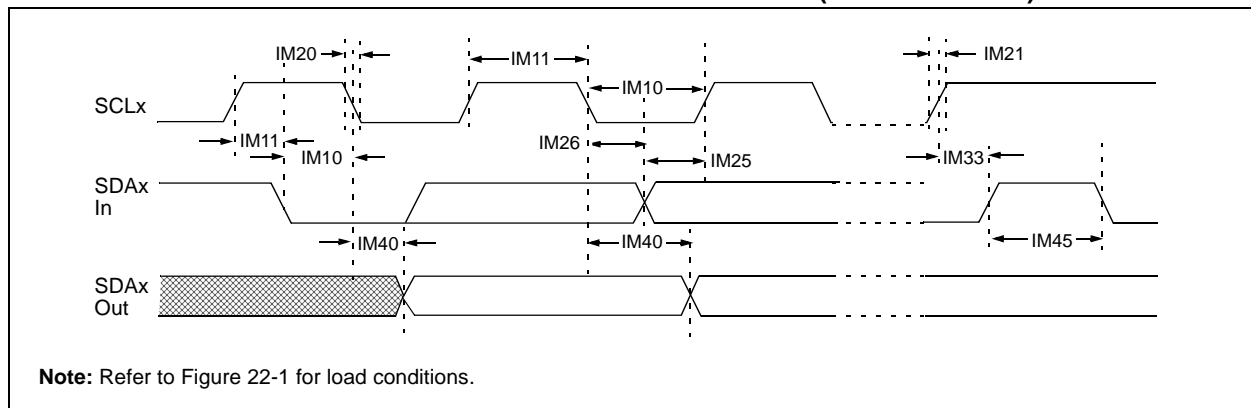 IM20
IM11
IM21
IM10
SCLx
IM11
IM26
IM10
IM25
IM33
SDAx
In
IM40
IM40
IM45
SDAx
Out
Note: Refer to Figure 22-1 for load conditions.